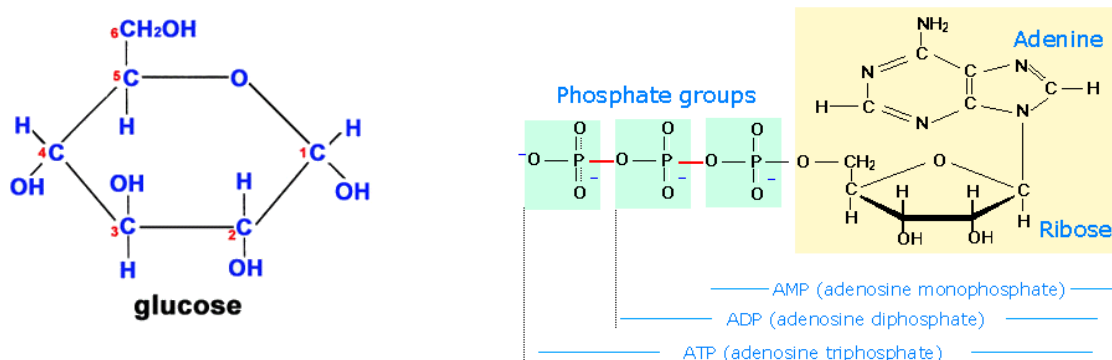 6CH₂OH
5C O
H
H H
4C 1C
OH OH H OH
3C 2C
H OH
glucose
NH₂
Adenine
N N
Phosphate groups
H H
N N
O O O
⁻O P O P O P O CH₂ O
⁻ ⁻ ⁻
O O O
H H H H
OH OH
Ribose
AMP (adenosine monophosphate)
ADP (adenosine diphosphate)
ATP (adenosine triphosphate)